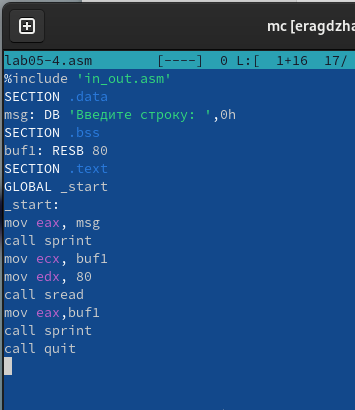 mc [eragdzha
lab05-4.asm [----] 0 L:[ 1+16 17/
%include 'in_out.asm'
SECTION .data
msg: DB 'Введите строку: ',0h
SECTION .bss
buf1: RESB 80
SECTION .text
GLOBAL _start
_start:
mov eax, msg
call sprint
mov ecx, buf1
mov edx, 80
call sread
mov eax,buf1
call sprint
call quit